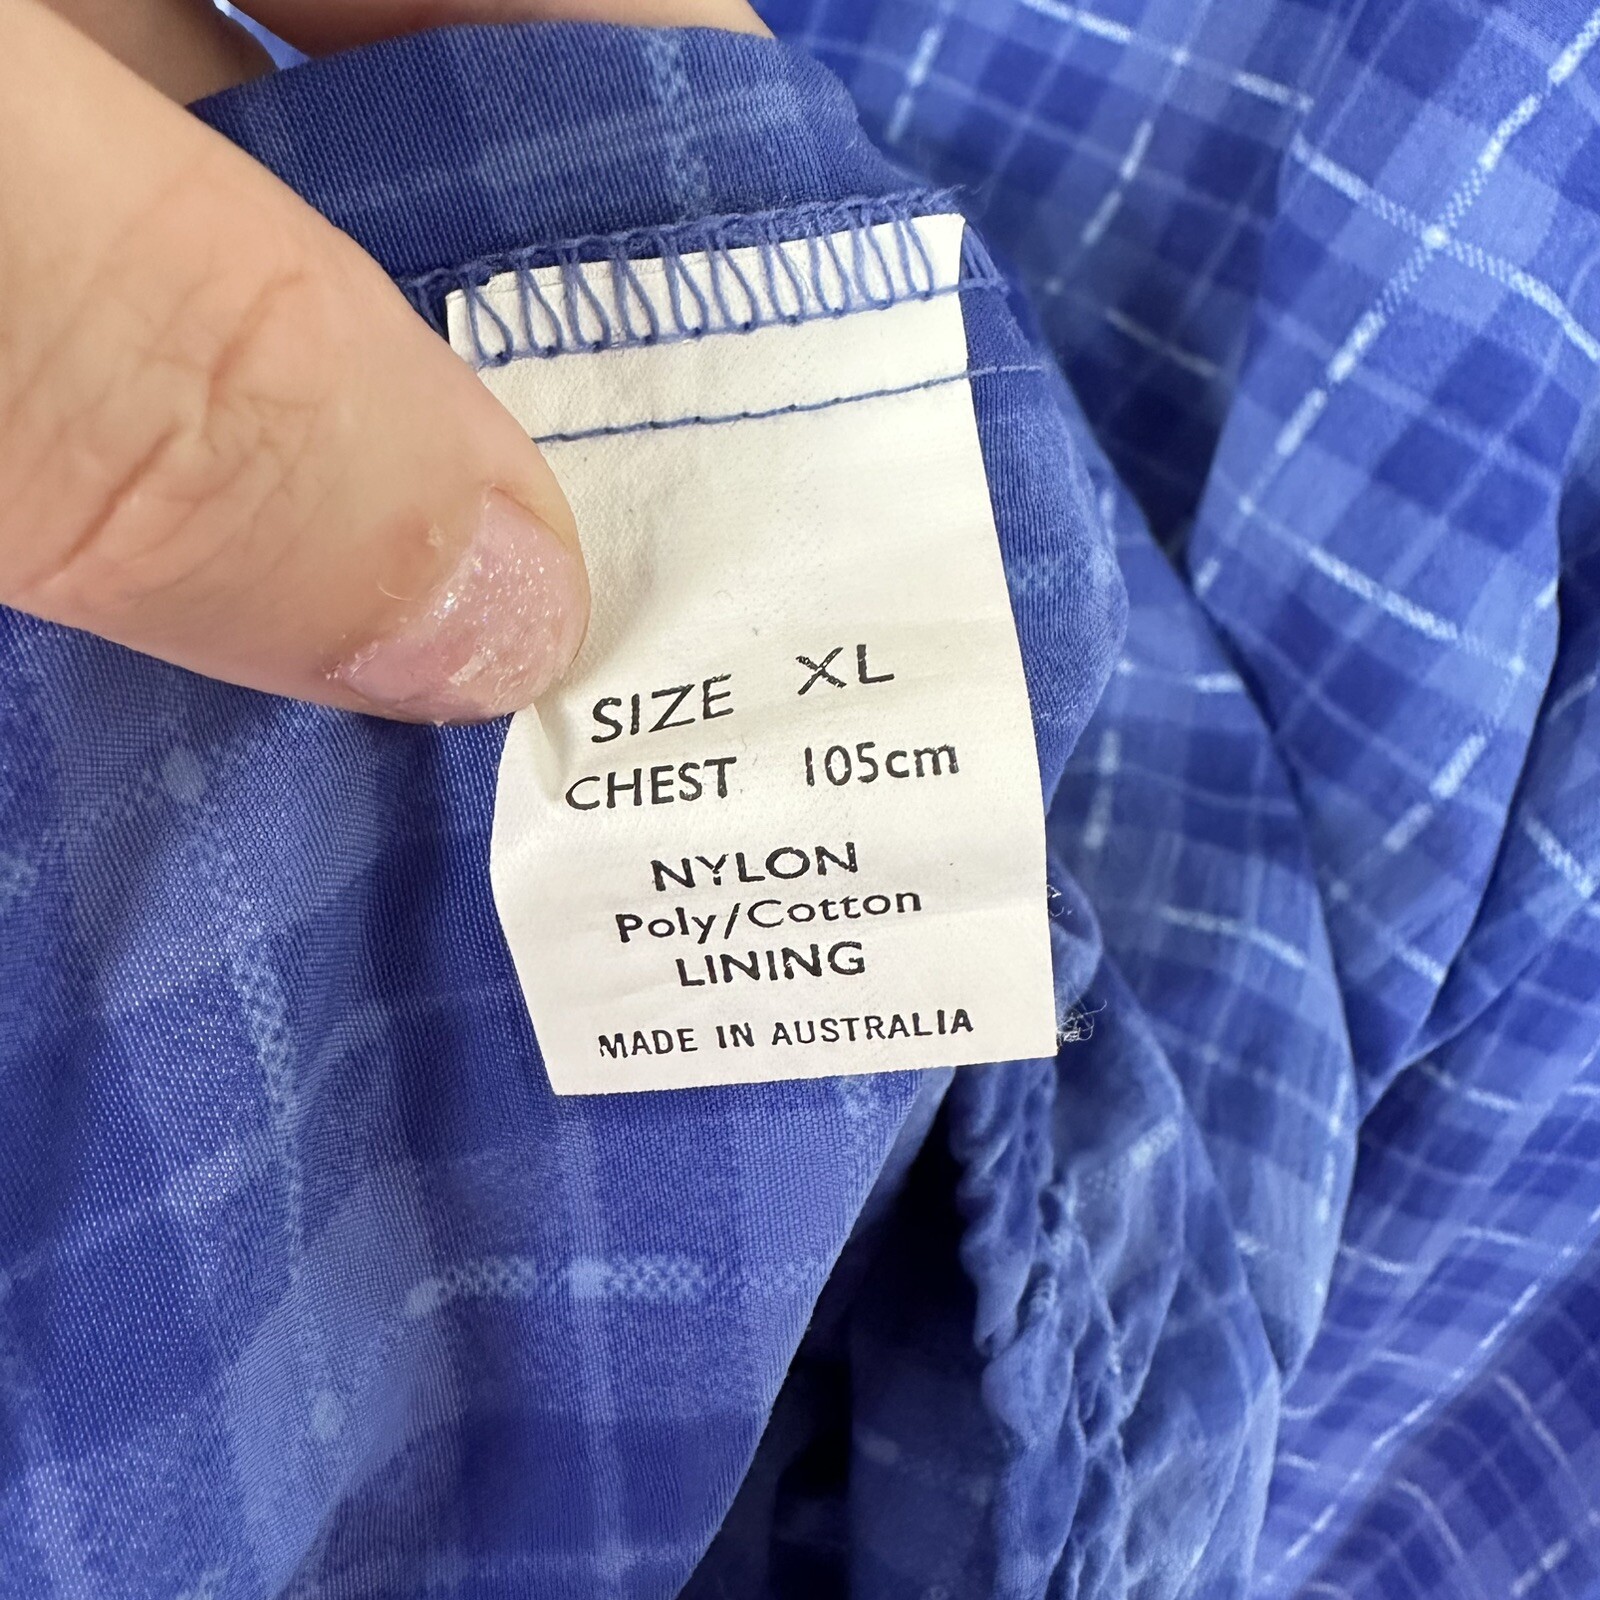 SIZE XL
CHEST 105cm
NYLON
Poly/Cotton
LINING
MADE IN AUSTRALIA